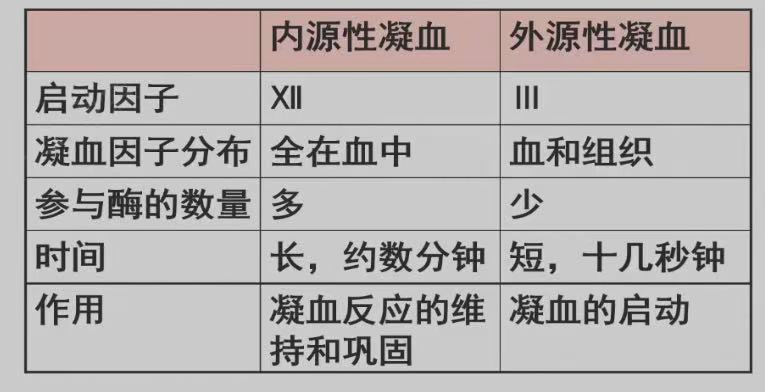 内源性凝血 外源性凝血
启动因子 Ⅻ Ⅲ
凝血因子分布 全在血中 血和组织
参与酶的数量 多 少
时间 长，约数分钟 短，十几秒钟
作用 凝血反应的维持和巩固 凝血的启动